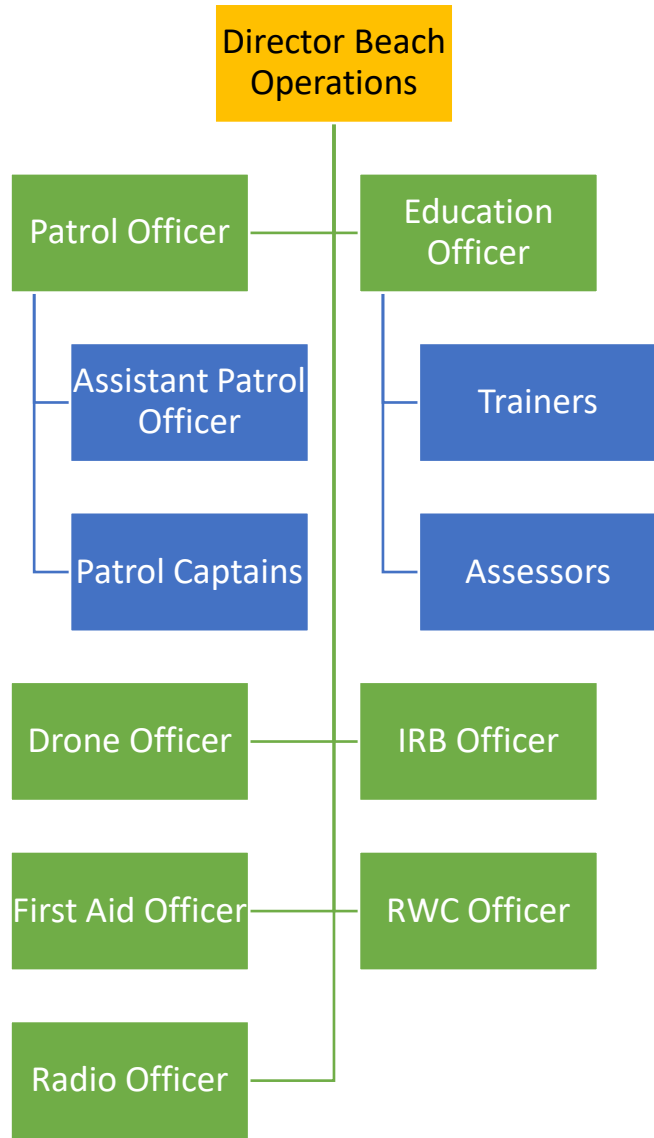 Director Beach
Operations
Patrol Officer
Education
Officer
Assistant Patrol
Officer
Trainers
Patrol Captains
Assessors
Drone Officer
IRB Officer
First Aid Officer
RWC Officer
Radio Officer